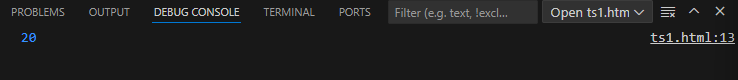 PROBLEMS OUTPUT DEBUG CONSOLE TERMINAL PORTS Filter (e.g. text, !excl... Open ts1.htm
20 ts1.html:13